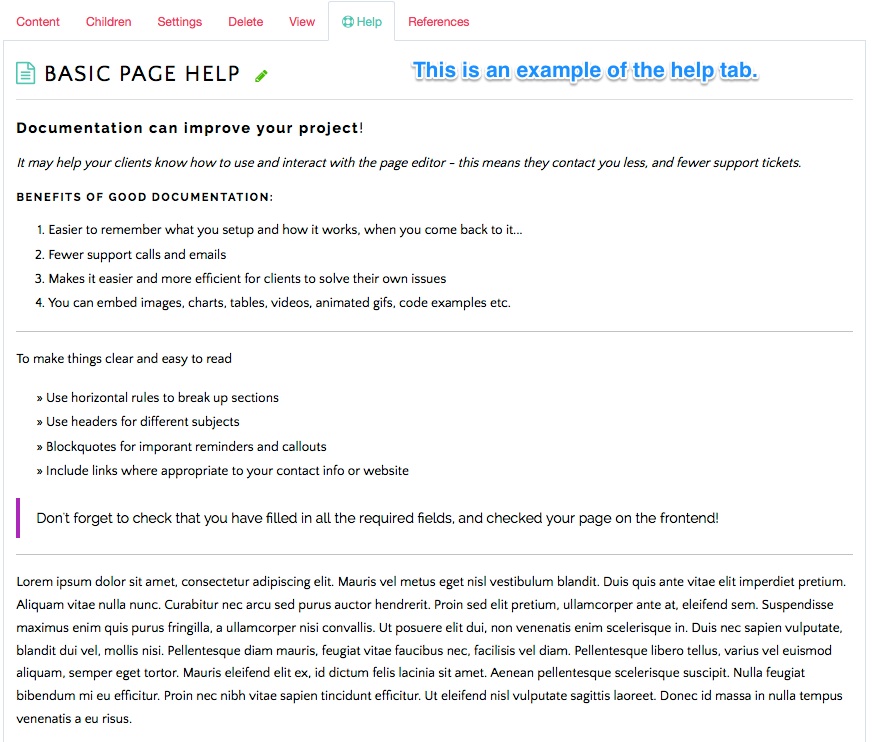 Content Children Settings Delete View Help References
BASIC PAGE HELP
This is an example of the help tab.
Documentation can improve your project!
It may help your clients know how to use and interact with the page editor - this means they contact you less, and fewer support tickets.
BENEFITS OF GOOD DOCUMENTATION:
1. Easier to remember what you setup and how it works, when you come back to it...
2. Fewer support calls and emails
3. Makes it easier and more efficient for clients to solve their own issues
4. You can embed images, charts, tables, videos, animated gifs, code examples etc.
To make things clear and easy to read
» Use horizontal rules to break up sections
» Use headers for different subjects
» Blockquotes for imporant reminders and callouts
» Include links where appropriate to your contact info or website
Don't forget to check that you have filled in all the required fields, and checked your page on the frontend!
Lorem ipsum dolor sit amet, consectetur adipiscing elit. Mauris vel metus eget nisl vestibulum blandit. Duis quis ante vitae elit imperdiet pretium.
Aliquam vitae nulla nunc. Curabitur nec arcu sed purus auctor hendrerit. Proin sed elit pretium, ullamcorper ante at, eleifend sem. Suspendisse
maximus enim quis purus fringilla, a ullamcorper nisi convallis. Ut posuere elit dui, non venenatis enim scelerisque in. Duis nec sapien vulputate,
blandit dui vel, mollis nisi. Pellentesque diam mauris, feugiat vitae faucibus nec, facilisis vel diam. Pellentesque libero tellus, varius vel euismod
aliquam, semper eget tortor. Mauris eleifend elit ex, id dictum felis lacinia sit amet. Aenean pellentesque scelerisque suscipit. Nulla feugiat
bibendum mi eu efficitur. Proin nec nibh vitae sapien tincidunt efficitur. Ut eleifend nisl vulputate sagittis laoreet. Donec id massa in nulla tempus
venenatis a eu risus.